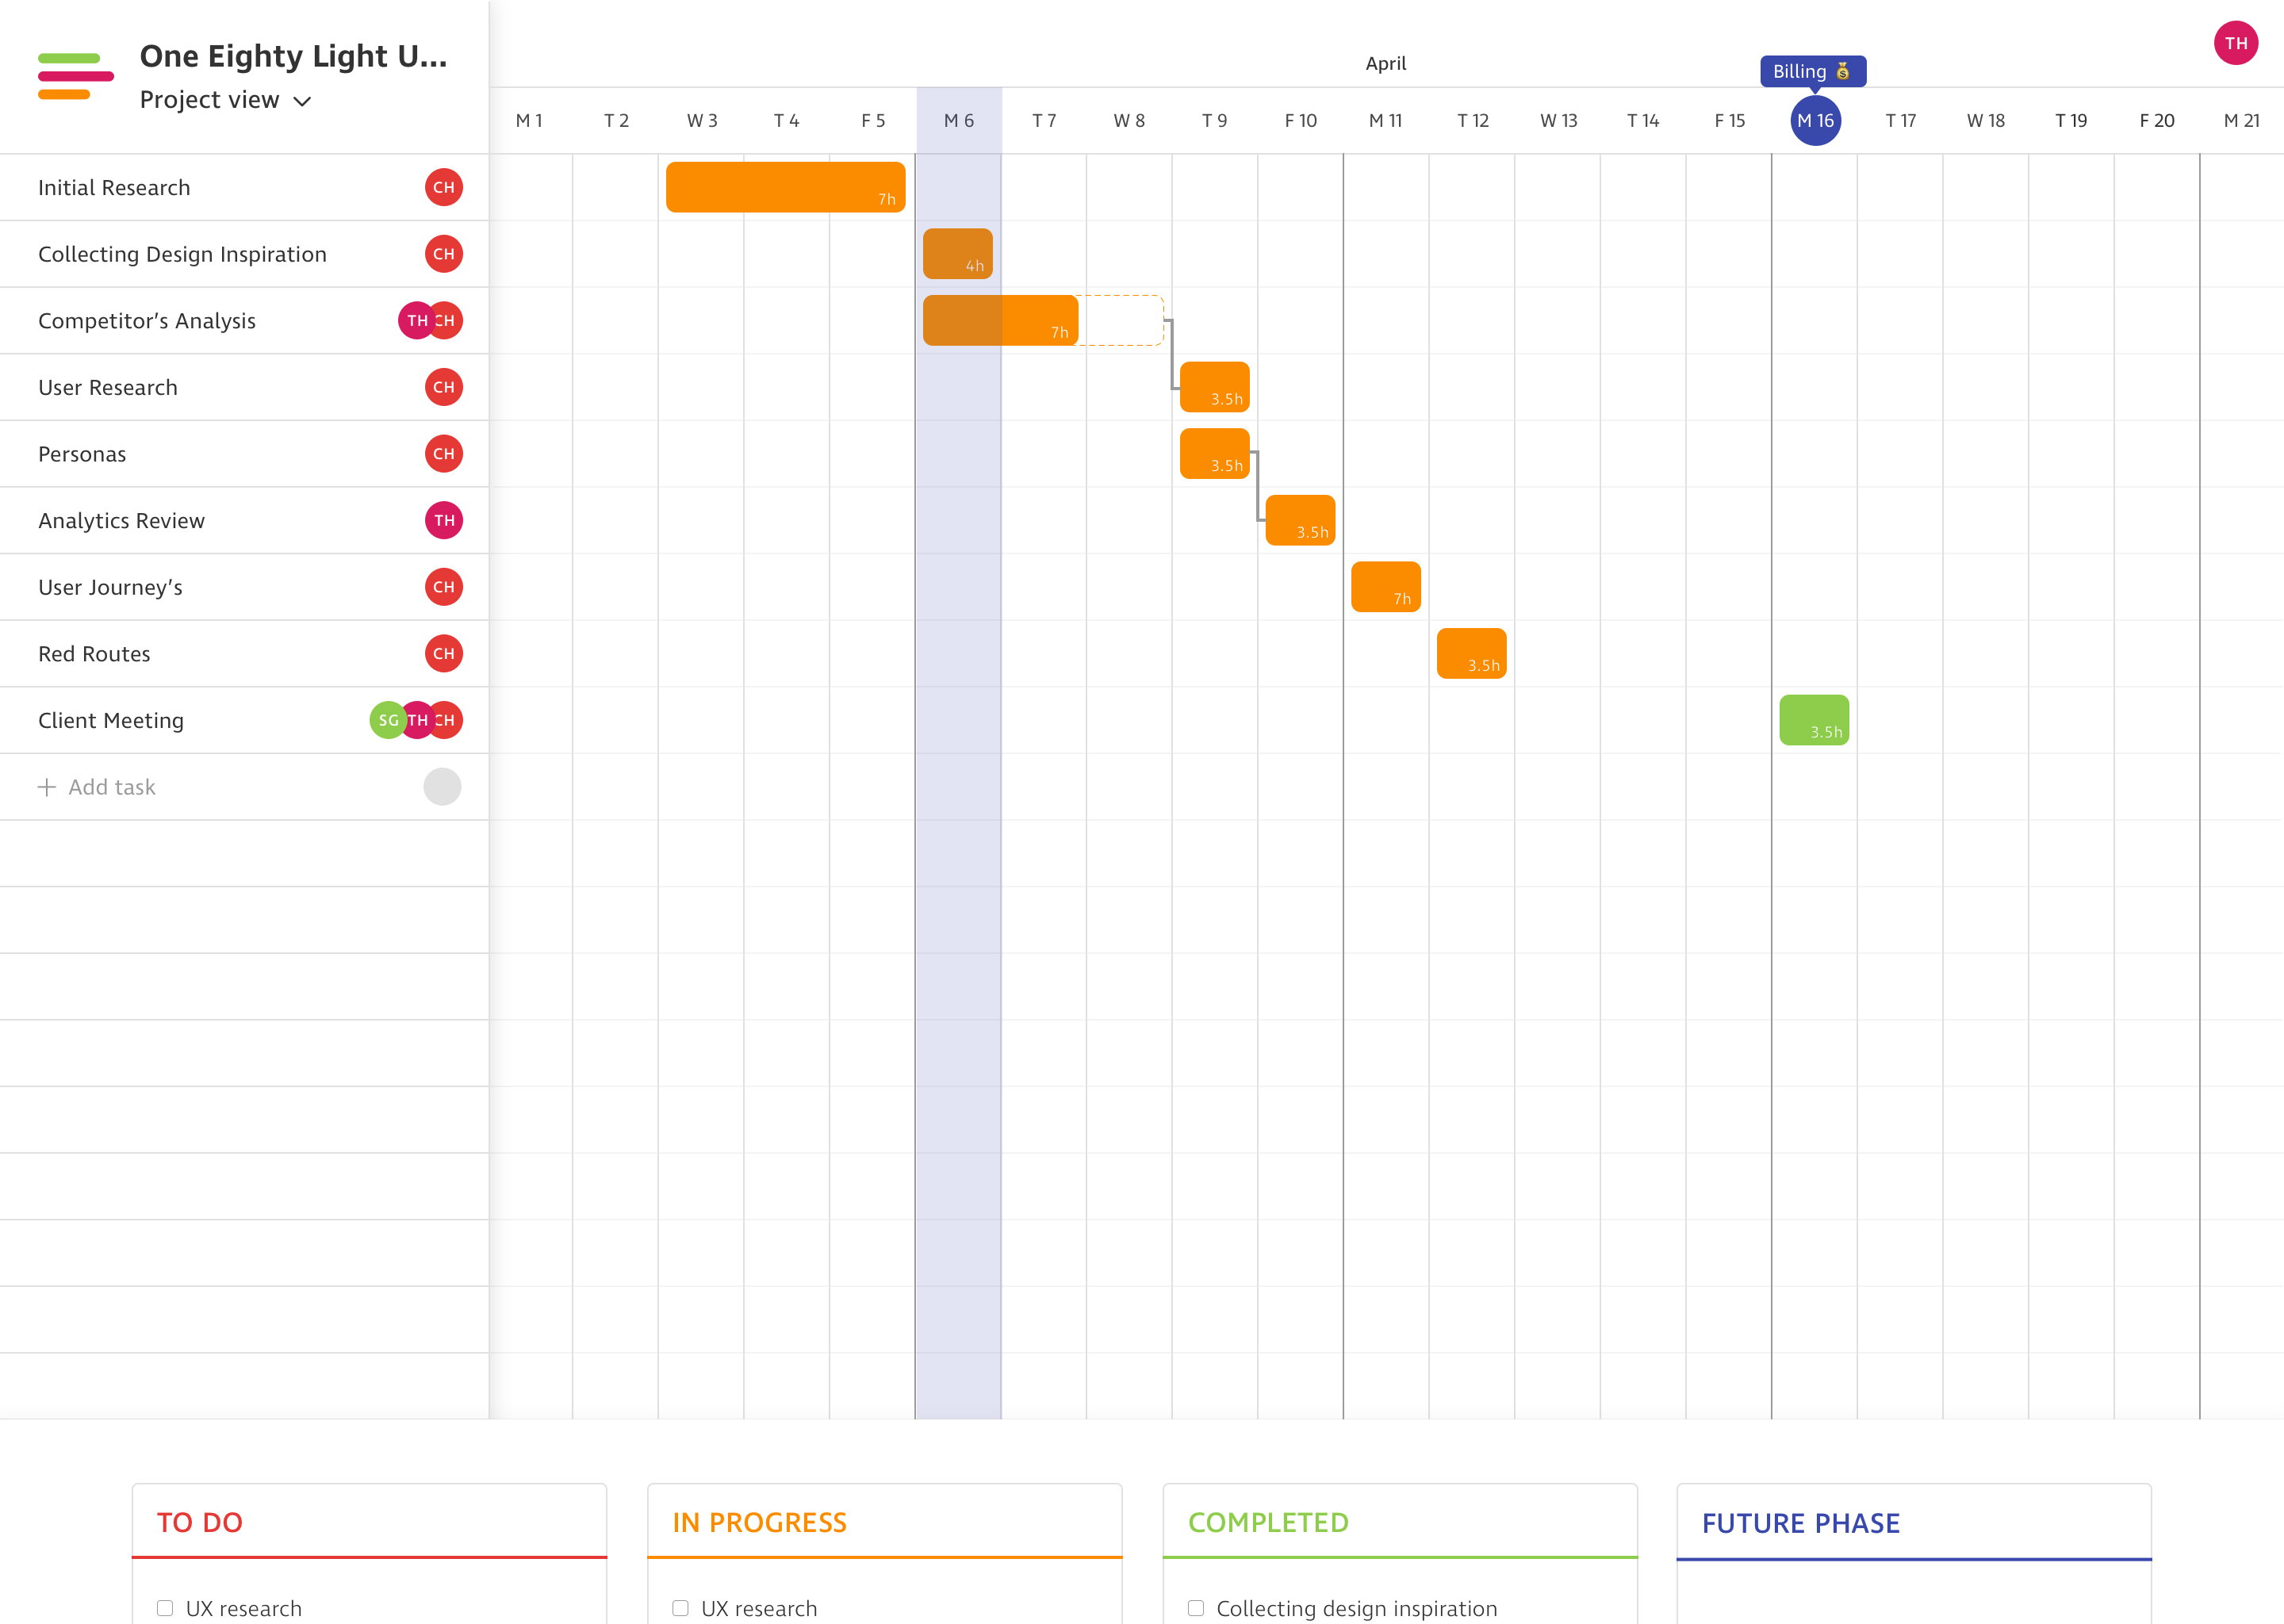 One Eighty Light U...
Project view
TH
April
Billing 💰
M 1 T 2 W 3 T 4 F 5 M 6 T 7 W 8 T 9 F 10 M 11 T 12 W 13 T 14 F 15 M 16 T 17 W 18 T 19 F 20 M 21
Initial Research CH 7h
Collecting Design Inspiration CH 4h
Competitor’s Analysis TH CH 7h
User Research CH 3.5h
Personas CH 3.5h
Analytics Review TH 3.5h
User Journey’s CH 7h
Red Routes CH 3.5h
Client Meeting SG TH CH 3.5h
+ Add task
TO DO
UX research
IN PROGRESS
UX research
COMPLETED
Collecting design inspiration
FUTURE PHASE